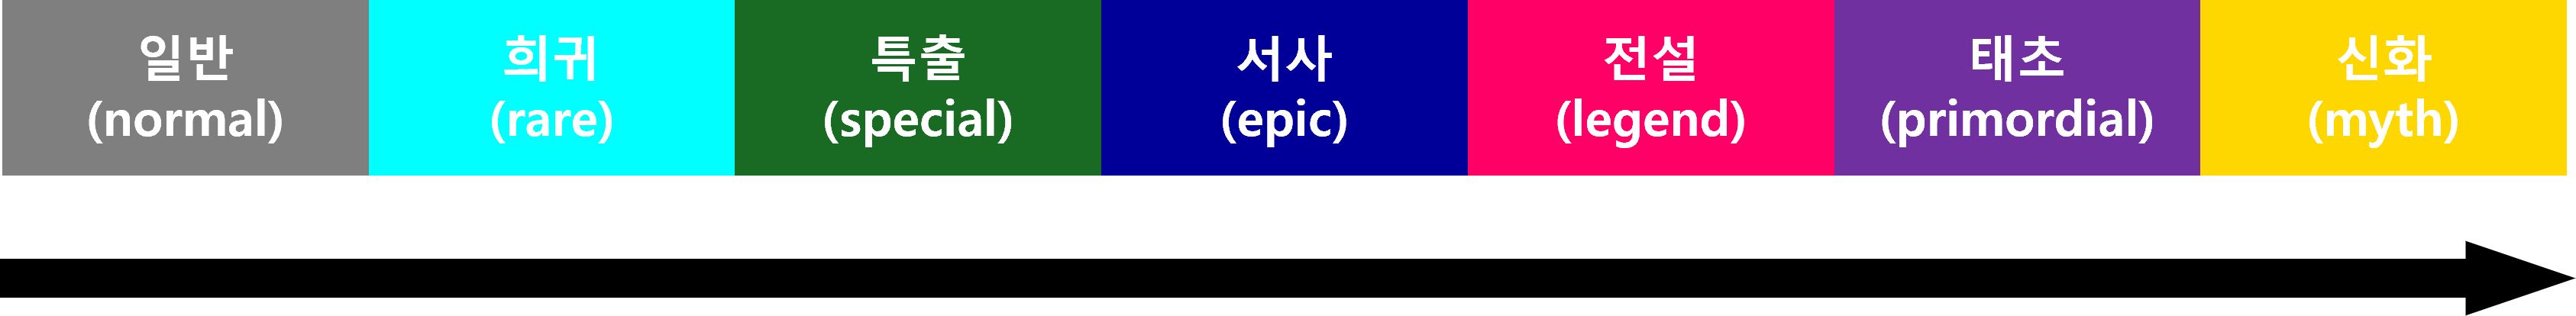 일반
(normal)
희귀
(rare)
특출
(special)
서사
(epic)
전설
(legend)
태초
(primordial)
신화
(myth)